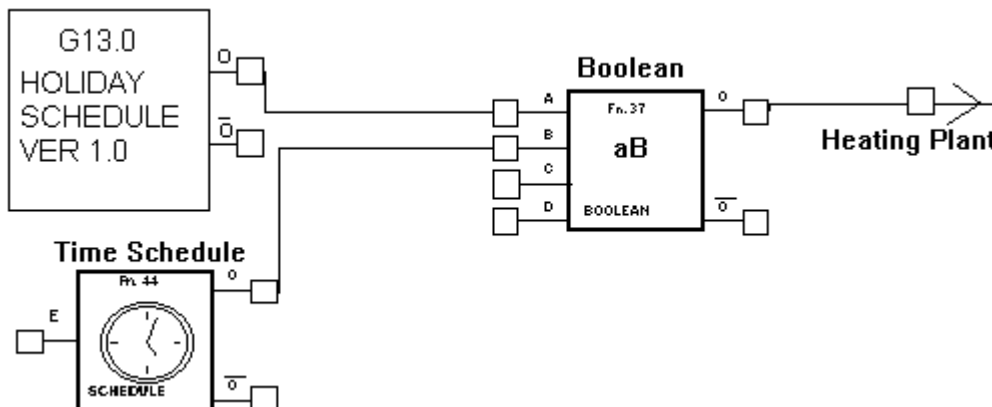 G13.0
HOLIDAY
SCHEDULE
VER 1.0
O
O̅
Time Schedule
Fn. 44
E
SCHEDULE
O
O̅
Boolean
Fn.37
A
B
C
D
aB
BOOLEAN
O
O̅
Heating Plant